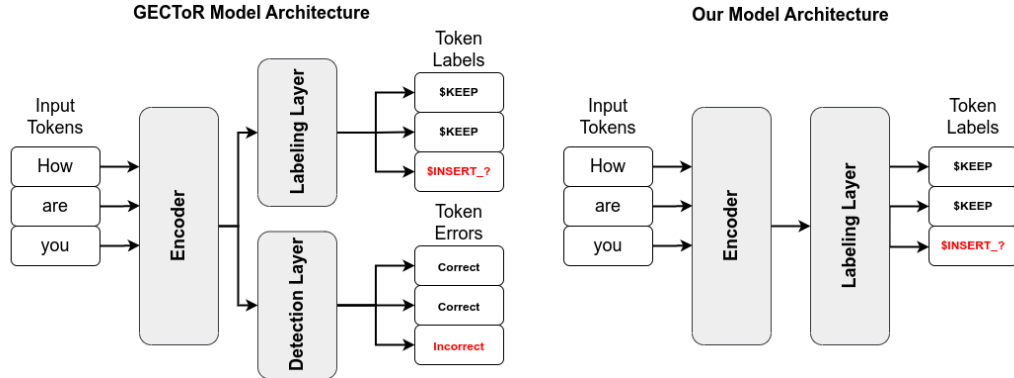 GECToR Model Architecture
Input
Tokens
How
are
you
Encoder
Labeling Layer
Token
Labels
$KEEP
$KEEP
$INSERT_?
Detection Layer
Token
Errors
Correct
Correct
Incorrect
Our Model Architecture
Input
Tokens
How
are
you
Encoder
Labeling Layer
Token
Labels
$KEEP
$KEEP
$INSERT_?